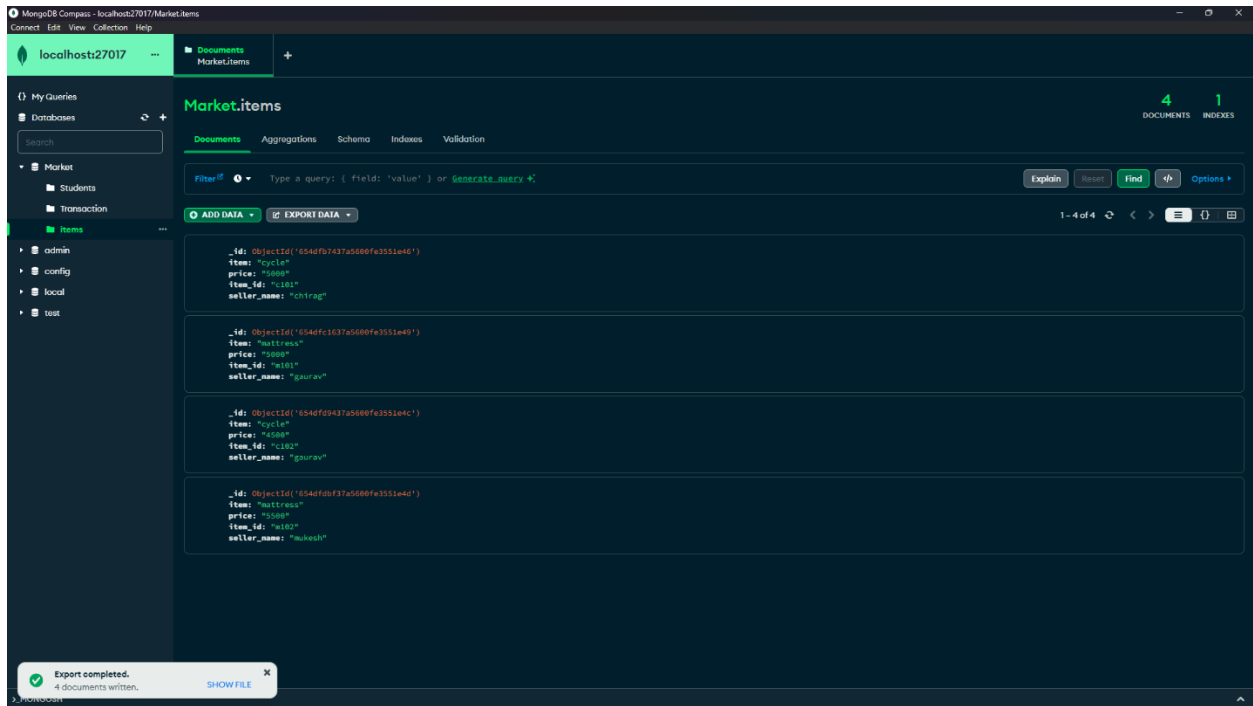 MongoDB Compass - localhost:27017/Market.items
Connect Edit View Collection Help
localhost:27017 ...
Documents
Market.items
+
{} My Queries
Databases
Search
Market
Students
Transaction
items ...
admin
config
local
test
Market.items
4
DOCUMENTS
1
INDEXES
Documents Aggregations Schema Indexes Validation
Filter Type a query: { field: 'value' } or Generate query Explain Reset Find </> Options
ADD DATA EXPORT DATA 1 – 4 of 4 {}
_id: ObjectId('654dfb7437a5600fe3551e46')
item: "cycle"
price: "5000"
item_id: "c101"
seller_name: "chirag"
_id: ObjectId('654dfc1637a5600fe3551e49')
item: "mattress"
price: "5000"
item_id: "m101"
seller_name: "gaurav"
_id: ObjectId('654dfd9437a5600fe3551e4c')
item: "cycle"
price: "4500"
item_id: "c102"
seller_name: "gaurav"
_id: ObjectId('654dfdbf37a5600fe3551e4d')
item: "mattress"
price: "5500"
item_id: "m102"
seller_name: "mukesh"
Export completed.
4 documents written.
SHOW FILE
>_MONGOSH